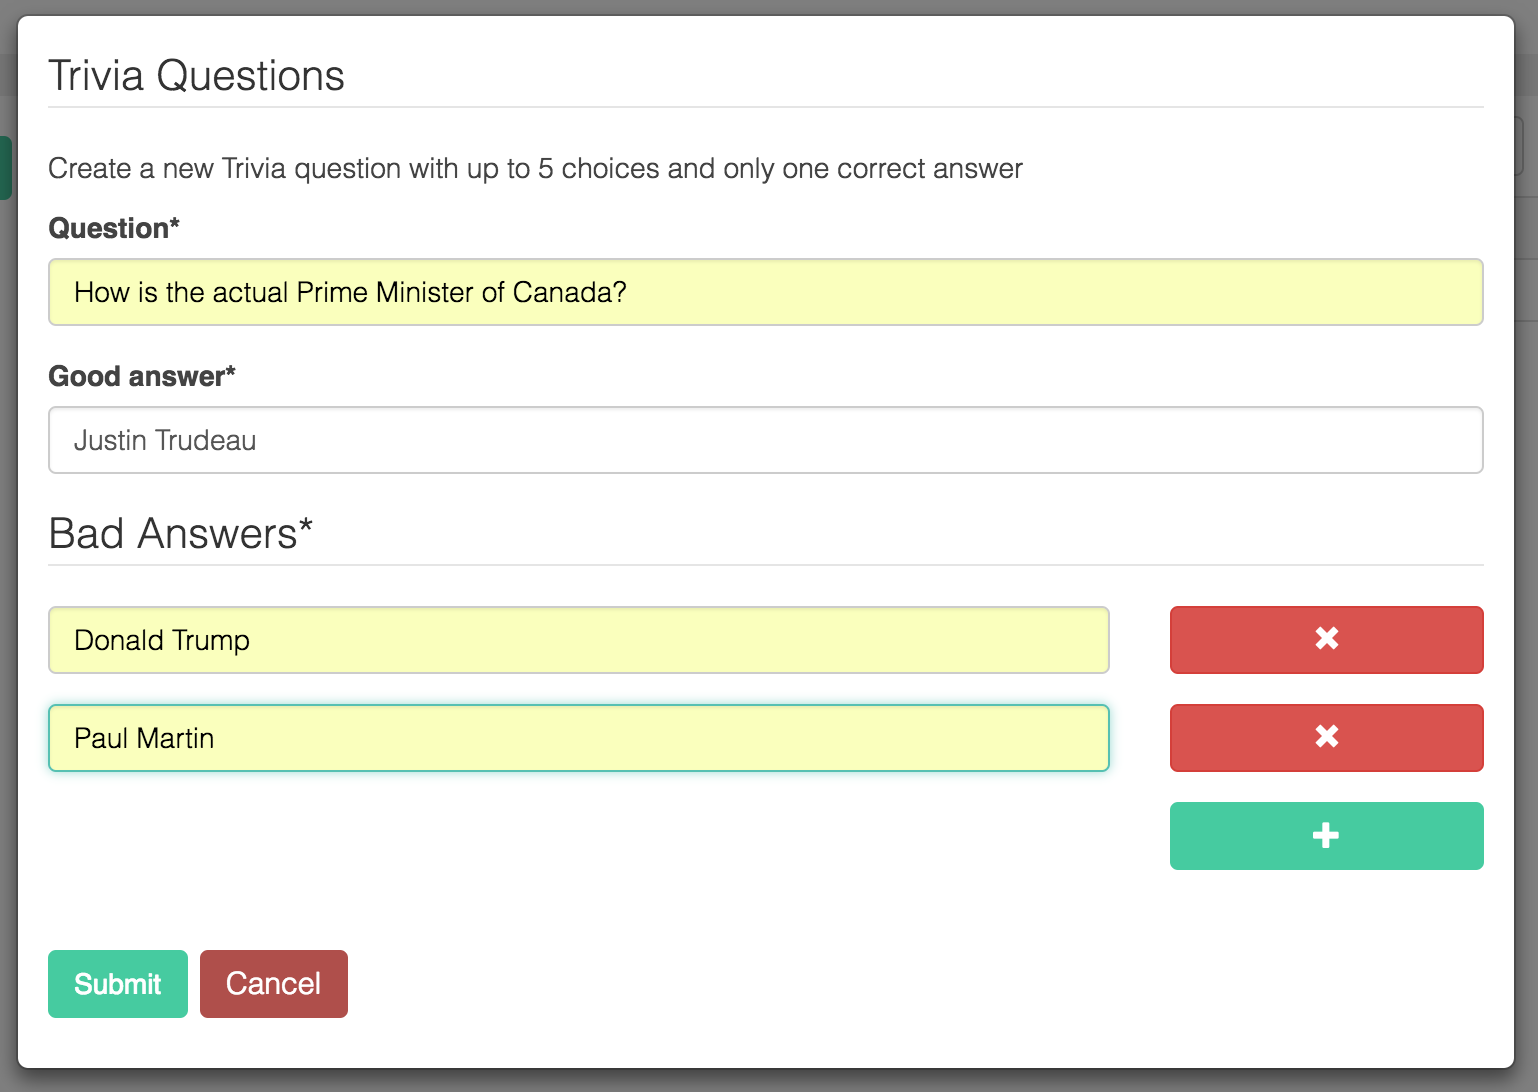 Trivia Questions
Create a new Trivia question with up to 5 choices and only one correct answer
Question*
How is the actual Prime Minister of Canada?
Good answer*
Justin Trudeau
Bad Answers*
Donald Trump
Paul Martin
Submit Cancel